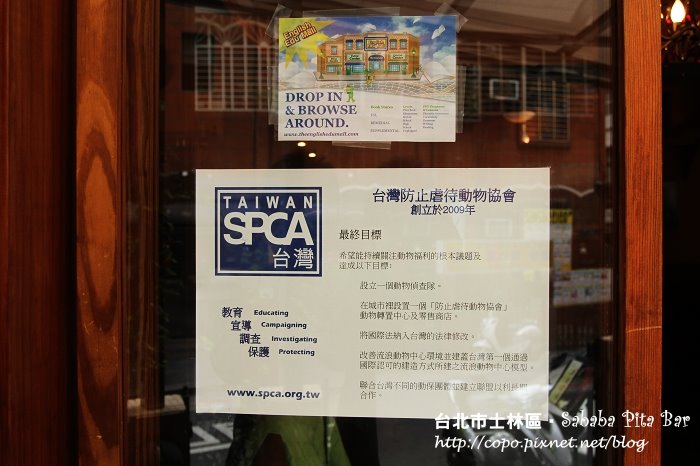 English
Edu Mall
DROP IN
& BROWSE
AROUND.
www.theenglishedumall.com
TAIWAN
SPCA
台灣
台灣防止虐待動物協會
創立於2009年
最終目標
希望能持續關注動物福利的根本議題及
達成以下目標:
設立一個動物偵查隊。
在城市裡設置一個「防止虐待動物協會」
動物轉置中心及零售商店。
將國際法納入台灣的法律修改。
改善流浪動物中心環境並建蓋台灣第一個通過
國際認可的建造方式所建之流浪動物中心模型。
聯合台灣不同的動保團體並建立聯盟以利長期
合作。
教育 Educating
宣導 Campaigning
調查 Investigating
保護 Protecting
www.spca.org.tw
台北市士林區‧Sababa Pita Bar
http://copo.pixnet.net/blog